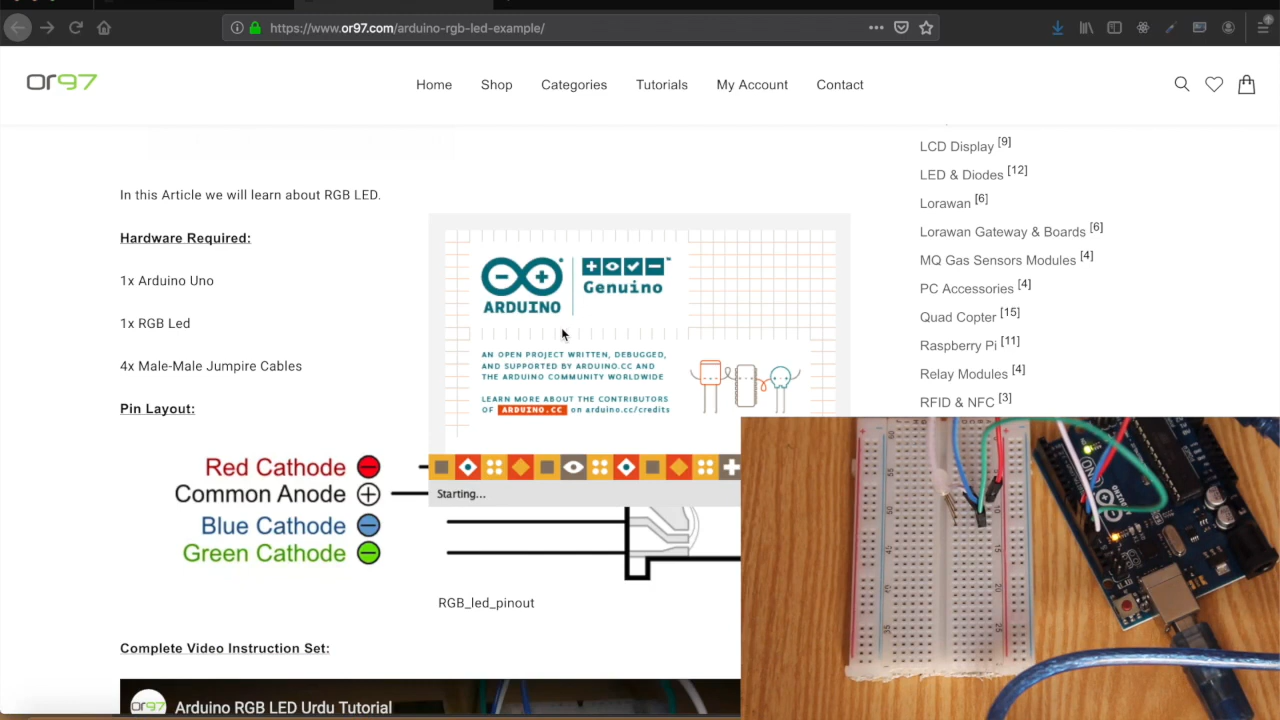 https://www.or97.com/arduino-rgb-led-example/
or97
Home
Shop
Categories
Tutorials
My Account
Contact
In this Article we will learn about RGB LED.
Hardware Required:
1x Arduino Uno
1x RGB Led
4x Male-Male Jumpire Cables
Pin Layout:
Red Cathode
Common Anode
Blue Cathode
Green Cathode
RGB_led_pinout
Complete Video Instruction Set:
or97
Arduino RGB LED Urdu Tutorial
ARDUINO
Genuino
AN OPEN PROJECT WRITTEN, DEBUGGED,
AND SUPPORTED BY ARDUINO.CC AND
THE ARDUINO COMMUNITY WORLDWIDE
LEARN MORE ABOUT THE CONTRIBUTORS
OF ARDUINO.CC on arduino.cc/credits
Starting...
LCD Display [9]
LED & Diodes [12]
Lorawan [6]
Lorawan Gateway & Boards [6]
MQ Gas Sensors Modules [4]
PC Accessories [4]
Quad Copter [15]
Raspberry Pi [11]
Relay Modules [4]
RFID & NFC [3]